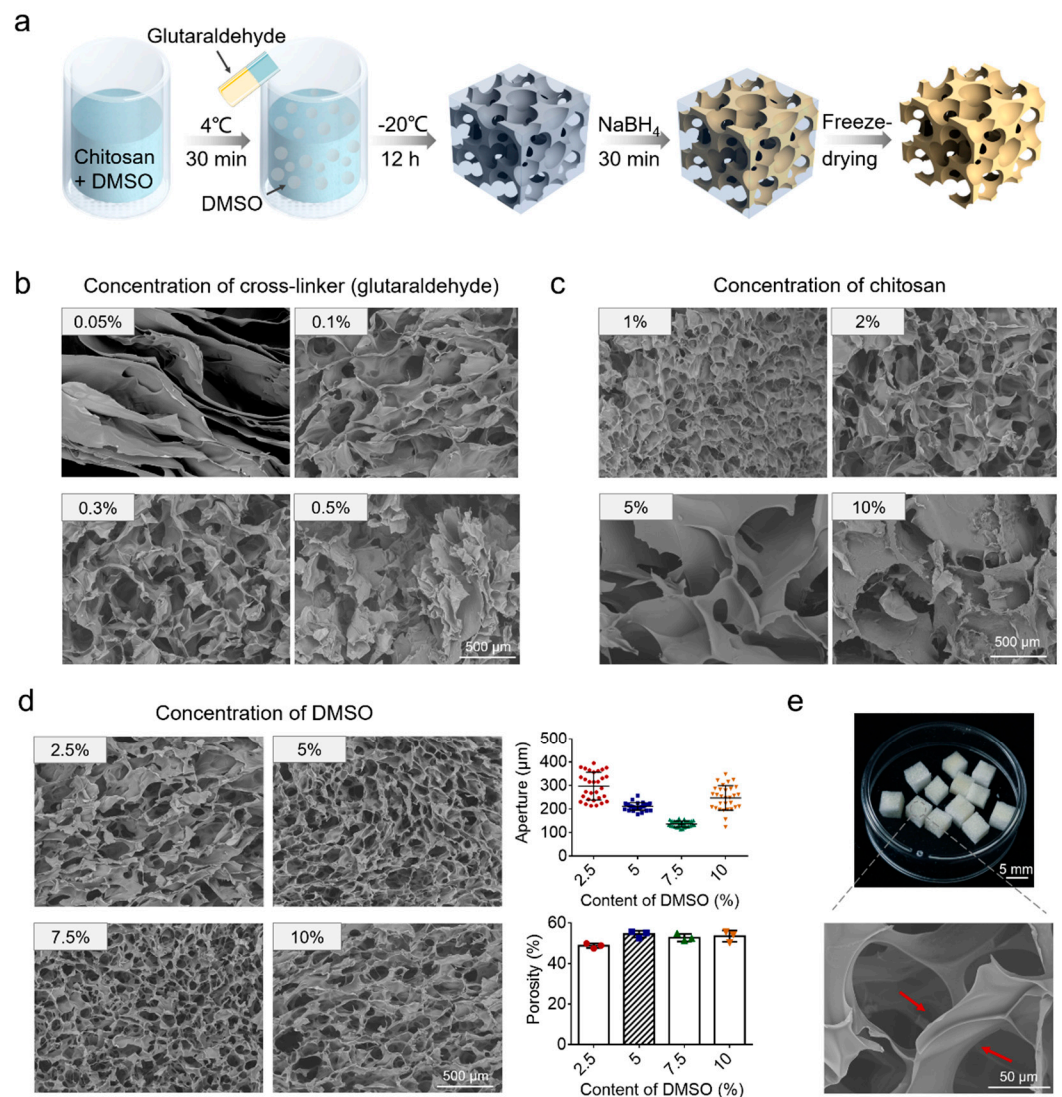 a
Glutaraldehyde
Chitosan
+ DMSO
4℃
30 min
DMSO
-20℃
12 h
NaBH₄
30 min
Freeze-
drying
b
Concentration of cross-linker (glutaraldehyde)
0.05%
0.1%
0.3%
0.5%
500 μm
c
Concentration of chitosan
1%
2%
5%
10%
500 μm
d
Concentration of DMSO
2.5%
5%
7.5%
10%
500 μm
Aperture (μm)
500
400
300
200
100
0
2.5
5
7.5
10
Content of DMSO (%)
Porosity (%)
60
40
20
0
2.5
5
7.5
10
Content of DMSO (%)
e
5 mm
50 μm